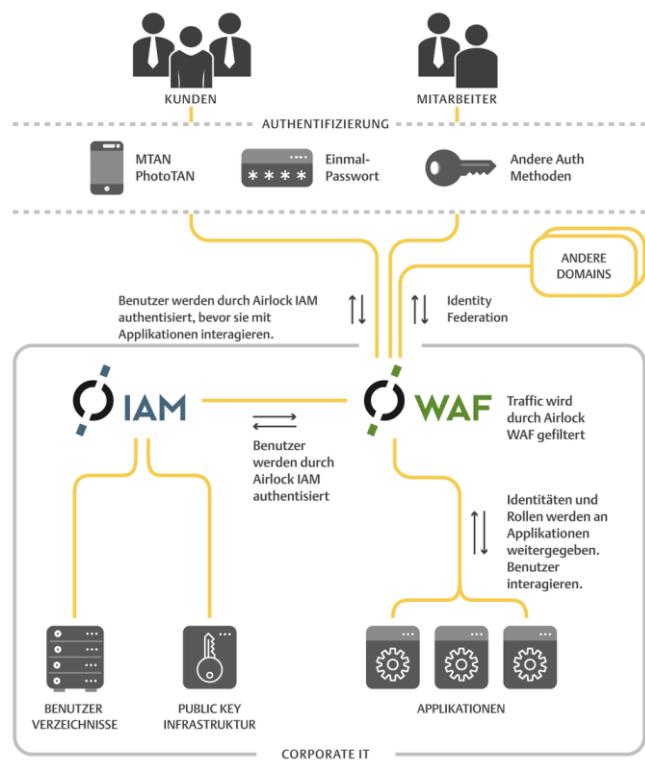 KUNDEN
MITARBEITER
AUTHENTIFIZIERUNG
MTAN
PhotoTAN
****
Einmal-
Passwort
Andere Auth
Methoden
ANDERE
DOMAINS
Benutzer werden durch Airlock IAM
authentisiert, bevor sie mit
Applikationen interagieren.
Identity
Federation
IAM
WAF
Traffic wird
durch Airlock
WAF gefiltert
Benutzer
werden durch
Airlock IAM
authentisiert
Identitäten und
Rollen werden an
Applikationen
weitergegeben.
Benutzer
interagieren.
BENUTZER
VERZEICHNISSE
PUBLIC KEY
INFRASTRUKTUR
APPLIKATIONEN
CORPORATE IT